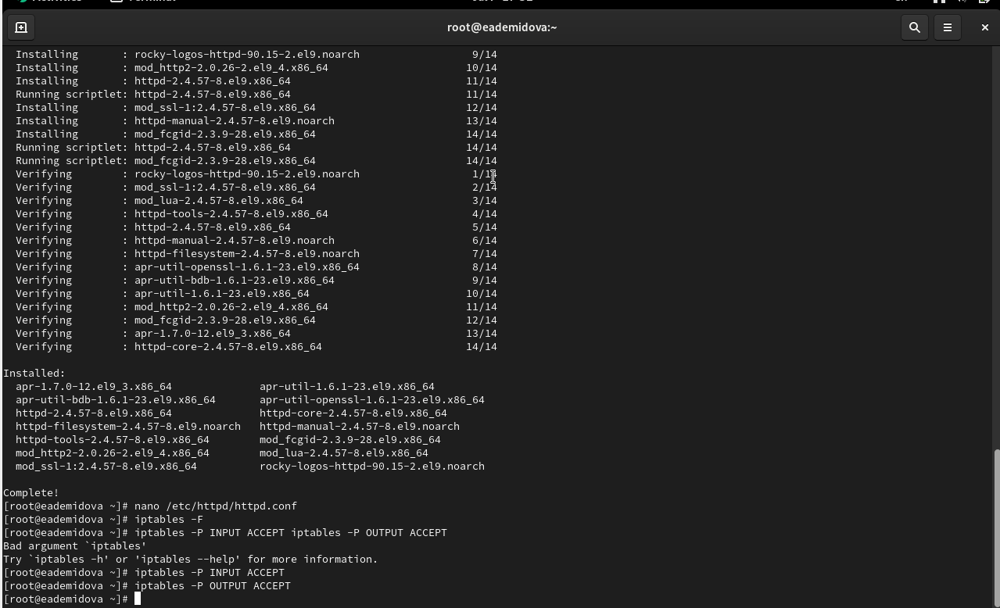 root@eademidova:~
Installing : rocky-logos-httpd-90.15-2.el9.noarch 9/14
Installing : mod_http2-2.0.26-2.el9_4.x86_64 10/14
Installing : httpd-2.4.57-8.el9.x86_64 11/14
Running scriptlet: httpd-2.4.57-8.el9.x86_64 11/14
Installing : mod_ssl-1:2.4.57-8.el9.x86_64 12/14
Installing : httpd-manual-2.4.57-8.el9.noarch 13/14
Installing : mod_fcgid-2.3.9-28.el9.x86_64 14/14
Running scriptlet: httpd-2.4.57-8.el9.x86_64 14/14
Running scriptlet: mod_fcgid-2.3.9-28.el9.x86_64 14/14
Verifying : rocky-logos-httpd-90.15-2.el9.noarch 1/14
Verifying : mod_ssl-1:2.4.57-8.el9.x86_64 2/14
Verifying : mod_lua-2.4.57-8.el9.x86_64 3/14
Verifying : httpd-tools-2.4.57-8.el9.x86_64 4/14
Verifying : httpd-2.4.57-8.el9.x86_64 5/14
Verifying : httpd-manual-2.4.57-8.el9.noarch 6/14
Verifying : httpd-filesystem-2.4.57-8.el9.noarch 7/14
Verifying : apr-util-openssl-1.6.1-23.el9.x86_64 8/14
Verifying : apr-util-bdb-1.6.1-23.el9.x86_64 9/14
Verifying : apr-util-1.6.1-23.el9.x86_64 10/14
Verifying : mod_http2-2.0.26-2.el9_4.x86_64 11/14
Verifying : mod_fcgid-2.3.9-28.el9.x86_64 12/14
Verifying : apr-1.7.0-12.el9_3.x86_64 13/14
Verifying : httpd-core-2.4.57-8.el9.x86_64 14/14
Installed:
apr-1.7.0-12.el9_3.x86_64 apr-util-1.6.1-23.el9.x86_64
apr-util-bdb-1.6.1-23.el9.x86_64 apr-util-openssl-1.6.1-23.el9.x86_64
httpd-2.4.57-8.el9.x86_64 httpd-core-2.4.57-8.el9.x86_64
httpd-filesystem-2.4.57-8.el9.noarch httpd-manual-2.4.57-8.el9.noarch
httpd-tools-2.4.57-8.el9.x86_64 mod_fcgid-2.3.9-28.el9.x86_64
mod_http2-2.0.26-2.el9_4.x86_64 mod_lua-2.4.57-8.el9.x86_64
mod_ssl-1:2.4.57-8.el9.x86_64 rocky-logos-httpd-90.15-2.el9.noarch
Complete!
[root@eademidova ~]# nano /etc/httpd/httpd.conf
[root@eademidova ~]# iptables -F
[root@eademidova ~]# iptables -P INPUT ACCEPT iptables -P OUTPUT ACCEPT
Bad argument `iptables'
Try `iptables -h' or 'iptables --help' for more information.
[root@eademidova ~]# iptables -P INPUT ACCEPT
[root@eademidova ~]# iptables -P OUTPUT ACCEPT
[root@eademidova ~]#